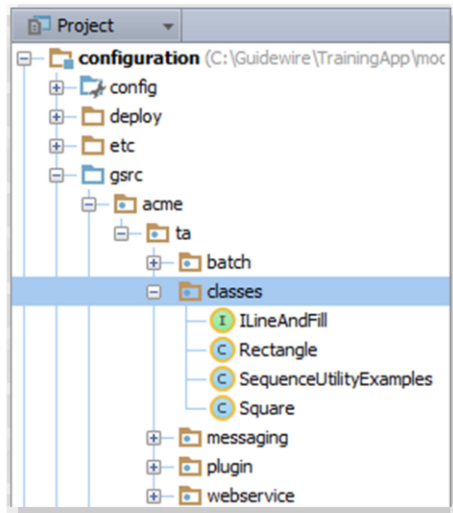 Project
configuration (C:\Guidewire\TrainingApp\moc
config
deploy
etc
gsrc
acme
ta
batch
classes
ILineAndFill
Rectangle
SequenceUtilityExamples
Square
messaging
plugin
webservice